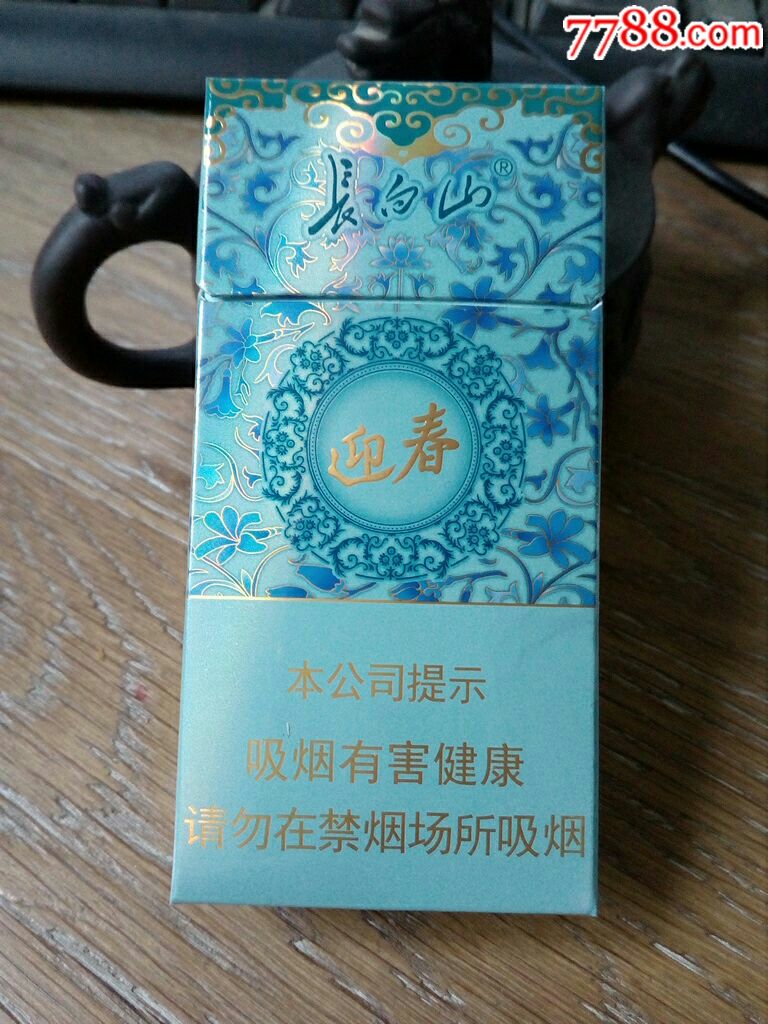 7788.com
長白山®
迎春
本公司提示
吸烟有害健康
请勿在禁烟场所吸烟